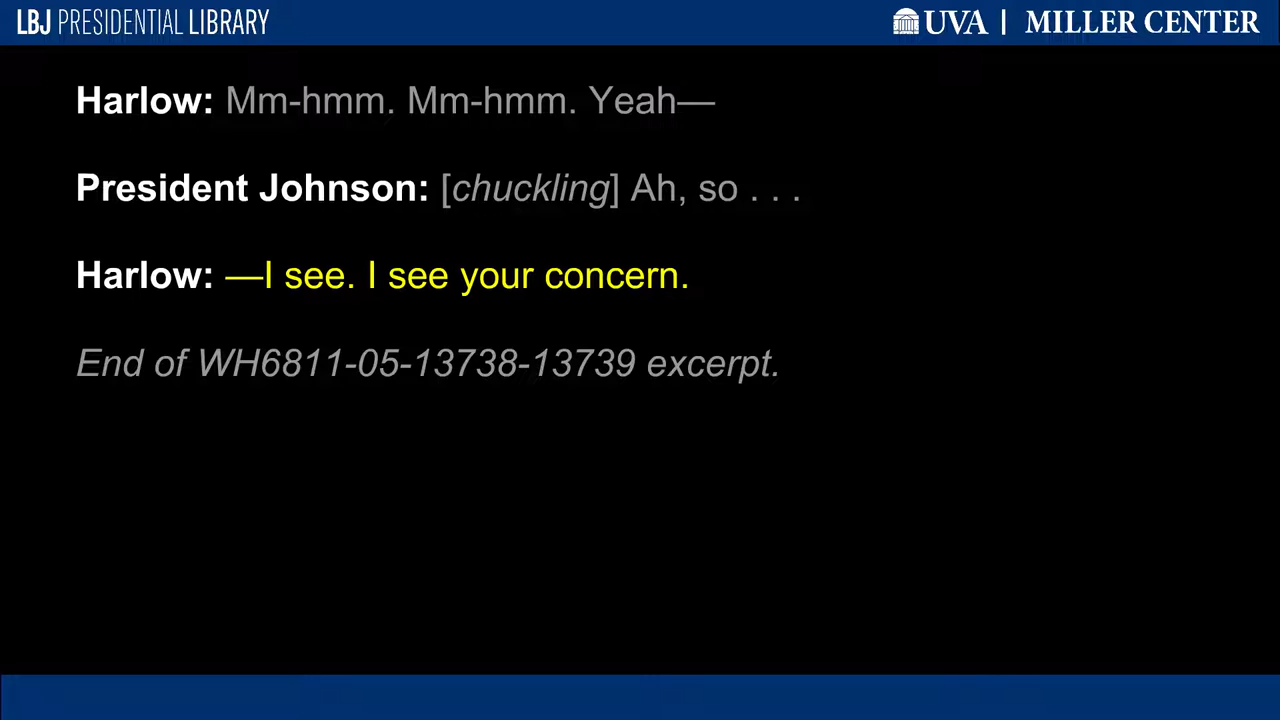 LBJ PRESIDENTIAL LIBRARY
UVA | MILLER CENTER
Harlow: Mm-hmm. Mm-hmm. Yeah—
President Johnson: [chuckling] Ah, so . . .
Harlow: —I see. I see your concern.
End of WH6811-05-13738-13739 excerpt.